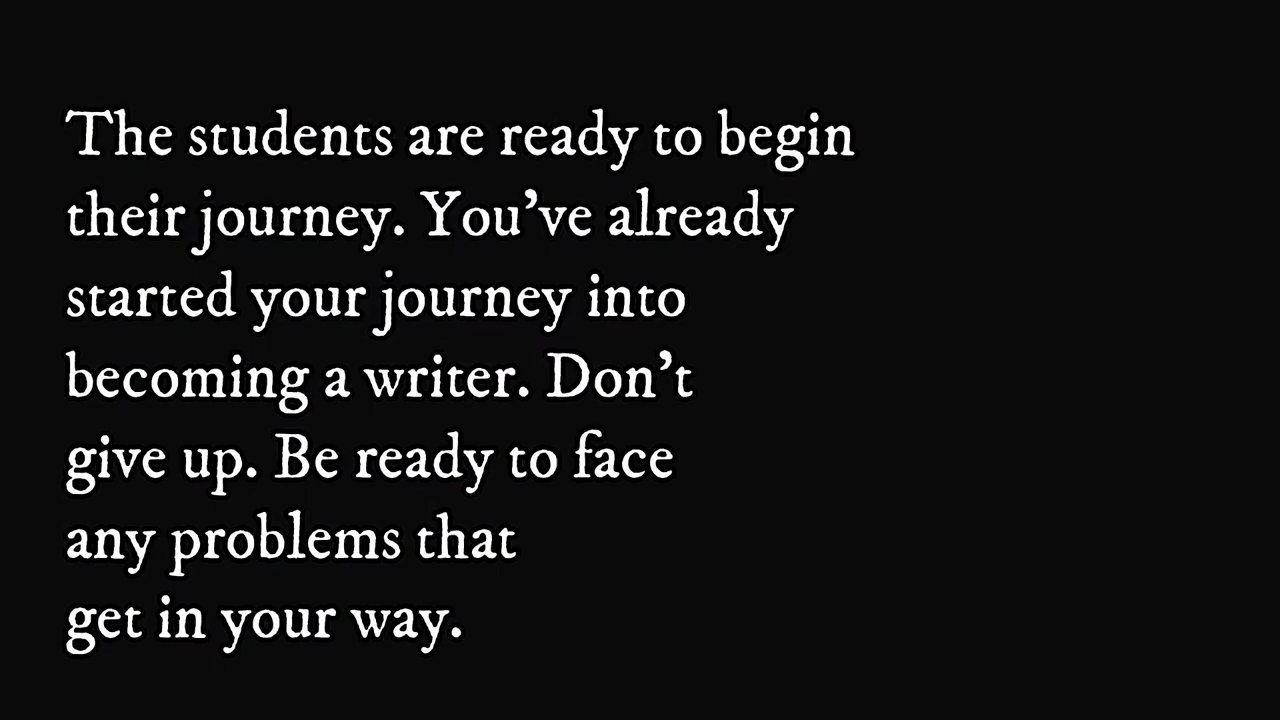 The students are ready to begin
their journey. You’ve already
started your journey into
becoming a writer. Don’t
give up. Be ready to face
any problems that
get in your way.